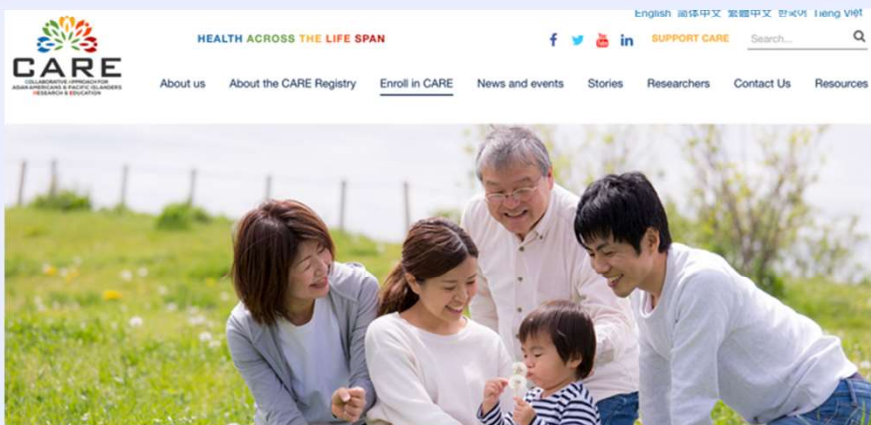 English 简体中文 繁體中文 한국어 Tiếng Việt
HEALTH ACROSS THE LIFE SPAN
SUPPORT CARE
Search...
CARE
COLLABORATIVE APPROACH FOR
ASIAN AMERICANS & PACIFIC ISLANDERS
RESEARCH & EDUCATION
About us About the CARE Registry Enroll in CARE News and events Stories Researchers Contact Us Resources